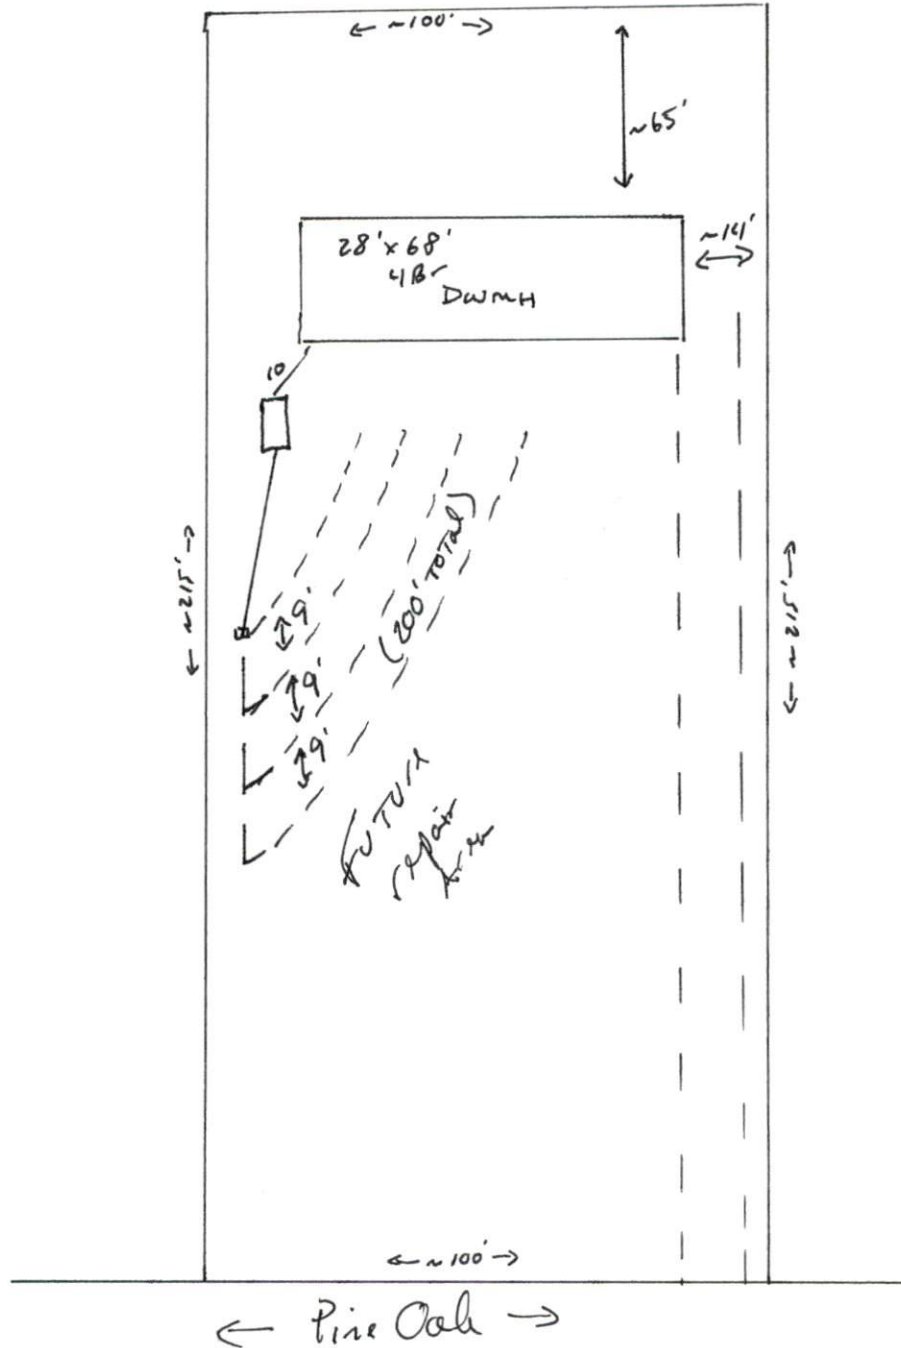 ~100'
~65'
28' x 68'
4Br
DWMH
~14'
10
~215'
~215'
9'
9'
9'
(200' TOTAL)
FUTURE
repair
Area
~100'
Pine Oak